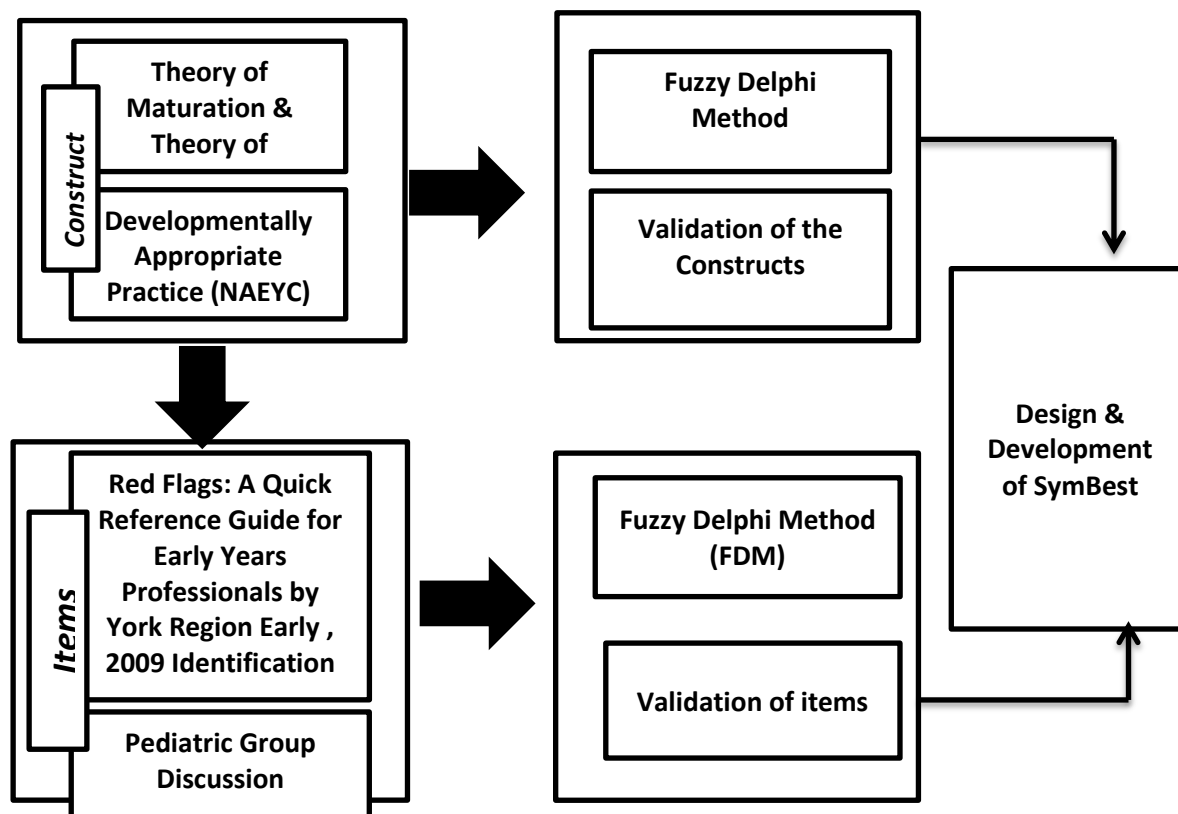 Theory of
Maturation &
Theory of
Construct
Developmentally
Appropriate
Practice (NAEYC)
Fuzzy Delphi
Method
Validation of the
Constructs
Design &
Development
of SymBest
Red Flags: A Quick
Reference Guide for
Early Years
Professionals by
York Region Early ,
2009 Identification
Items
Pediatric Group
Discussion
Fuzzy Delphi Method
(FDM)
Validation of items